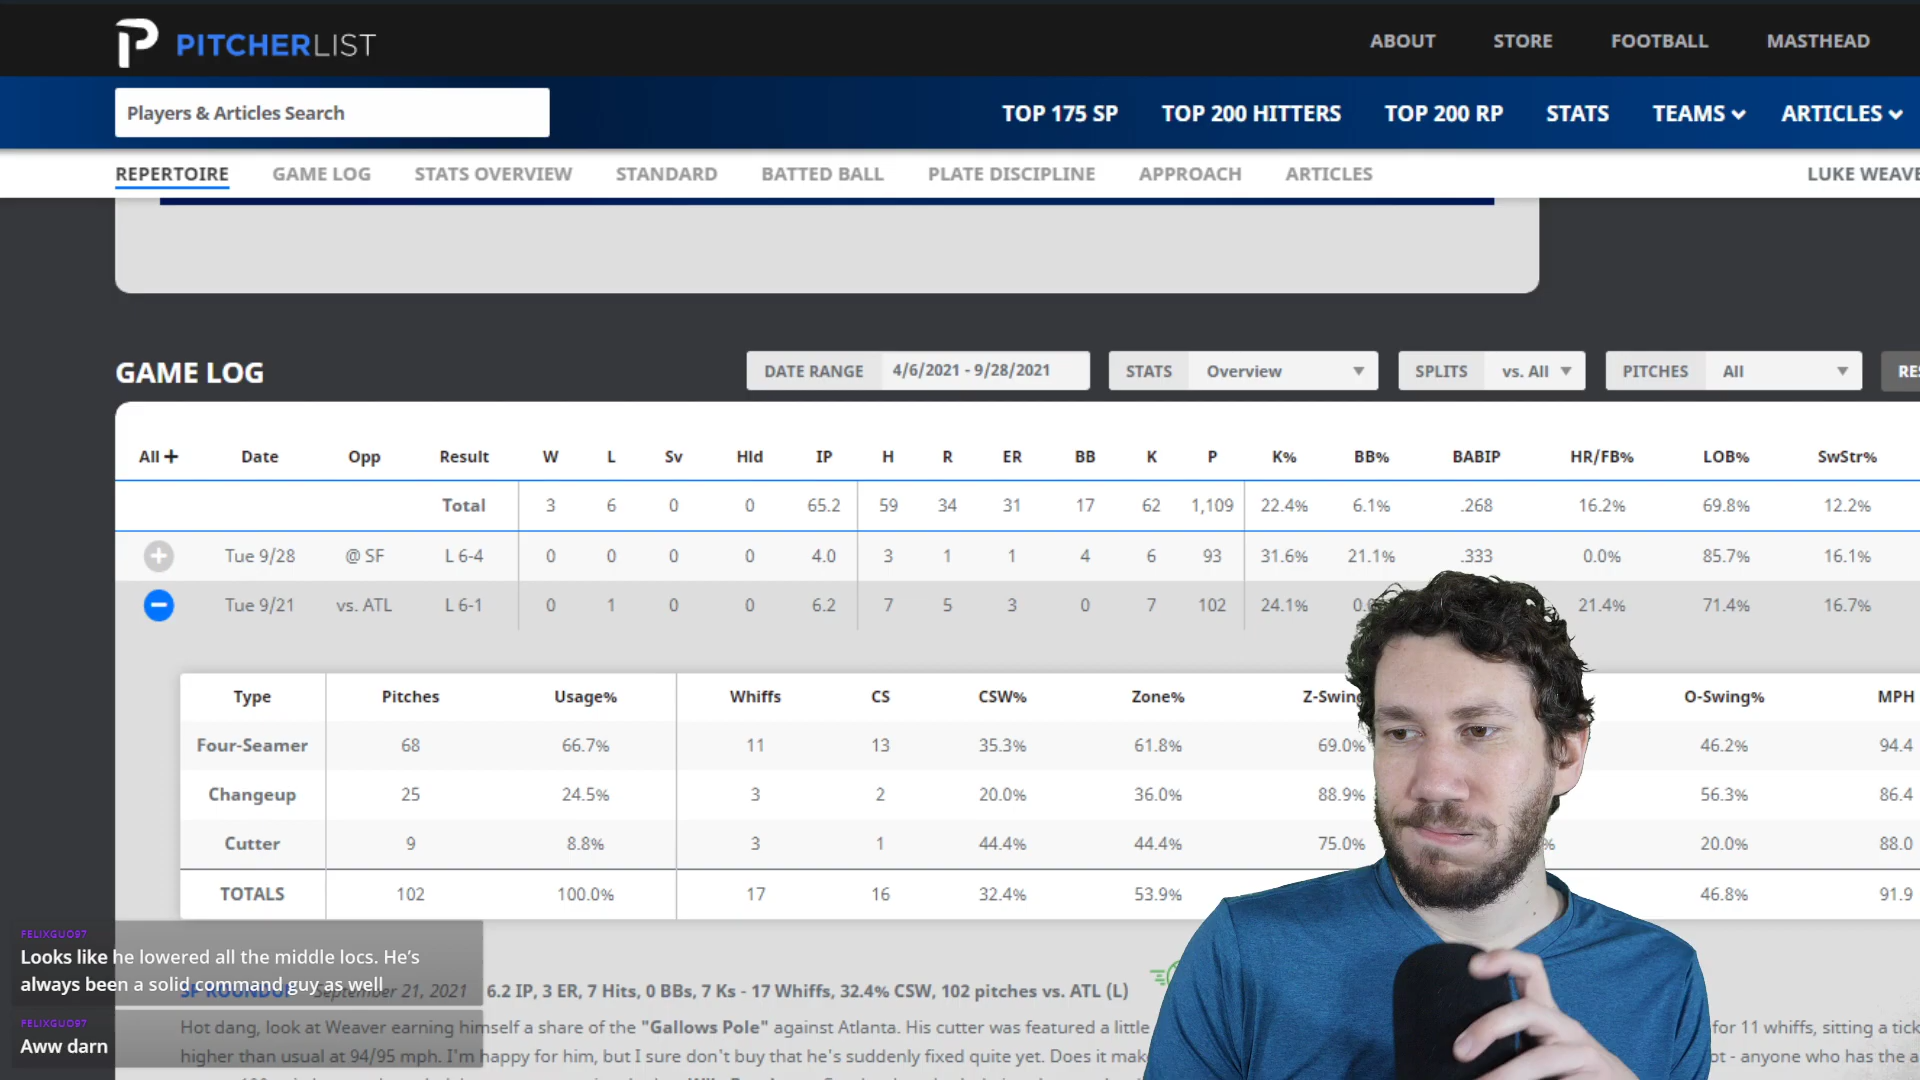 PITCHERLIST
ABOUT STORE FOOTBALL MASTHEAD
Players & Articles Search
TOP 175 SP TOP 200 HITTERS TOP 200 RP STATS TEAMS ARTICLES
REPERTOIRE GAME LOG STATS OVERVIEW STANDARD BATTED BALL PLATE DISCIPLINE APPROACH ARTICLES LUKE WEAVE
GAME LOG
DATE RANGE 4/6/2021 - 9/28/2021 STATS Overview SPLITS vs. All PITCHES All RE
All + Date Opp Result W L Sv Hld IP H R ER BB K P K% BB% BABIP HR/FB% LOB% SwStr%
Total 3 6 0 0 65.2 59 34 31 17 62 1,109 22.4% 6.1% .268 16.2% 69.8% 12.2%
Tue 9/28 @ SF L 6-4 0 0 0 0 4.0 3 1 1 4 6 93 31.6% 21.1% .333 0.0% 85.7% 16.1%
Tue 9/21 vs. ATL L 6-1 0 1 0 0 6.2 7 5 3 0 7 102 24.1% 21.4% 71.4% 16.7%
Type Pitches Usage% Whiffs CS CSW% Zone% Z-Swing O-Swing% MPH
Four-Seamer 68 66.7% 11 13 35.3% 61.8% 69.0% 46.2% 94.4
Changeup 25 24.5% 3 2 20.0% 36.0% 88.9% 56.3% 86.4
Cutter 9 8.8% 3 1 44.4% 44.4% 75.0% % 20.0% 88.0
TOTALS 102 100.0% 17 16 32.4% 53.9% 46.8% 91.9
FELIXGUO97
Looks like he lowered all the middle locs. He's
always been a solid command guy as well
SP ROUNDUP September 21, 2021 6.2 IP, 3 ER, 7 Hits, 0 BBs, 7 Ks - 17 Whiffs, 32.4% CSW, 102 pitches vs. ATL (L)
FELIXGUO97
Aww darn
Hot dang, look at Weaver earning himself a share of the "Gallows Pole" against Atlanta. His cutter was featured a little for 11 whiffs, sitting a tick
higher than usual at 94/95 mph. I'm happy for him, but I sure don't buy that he's suddenly fixed quite yet. Does it mak ot - anyone who has the a